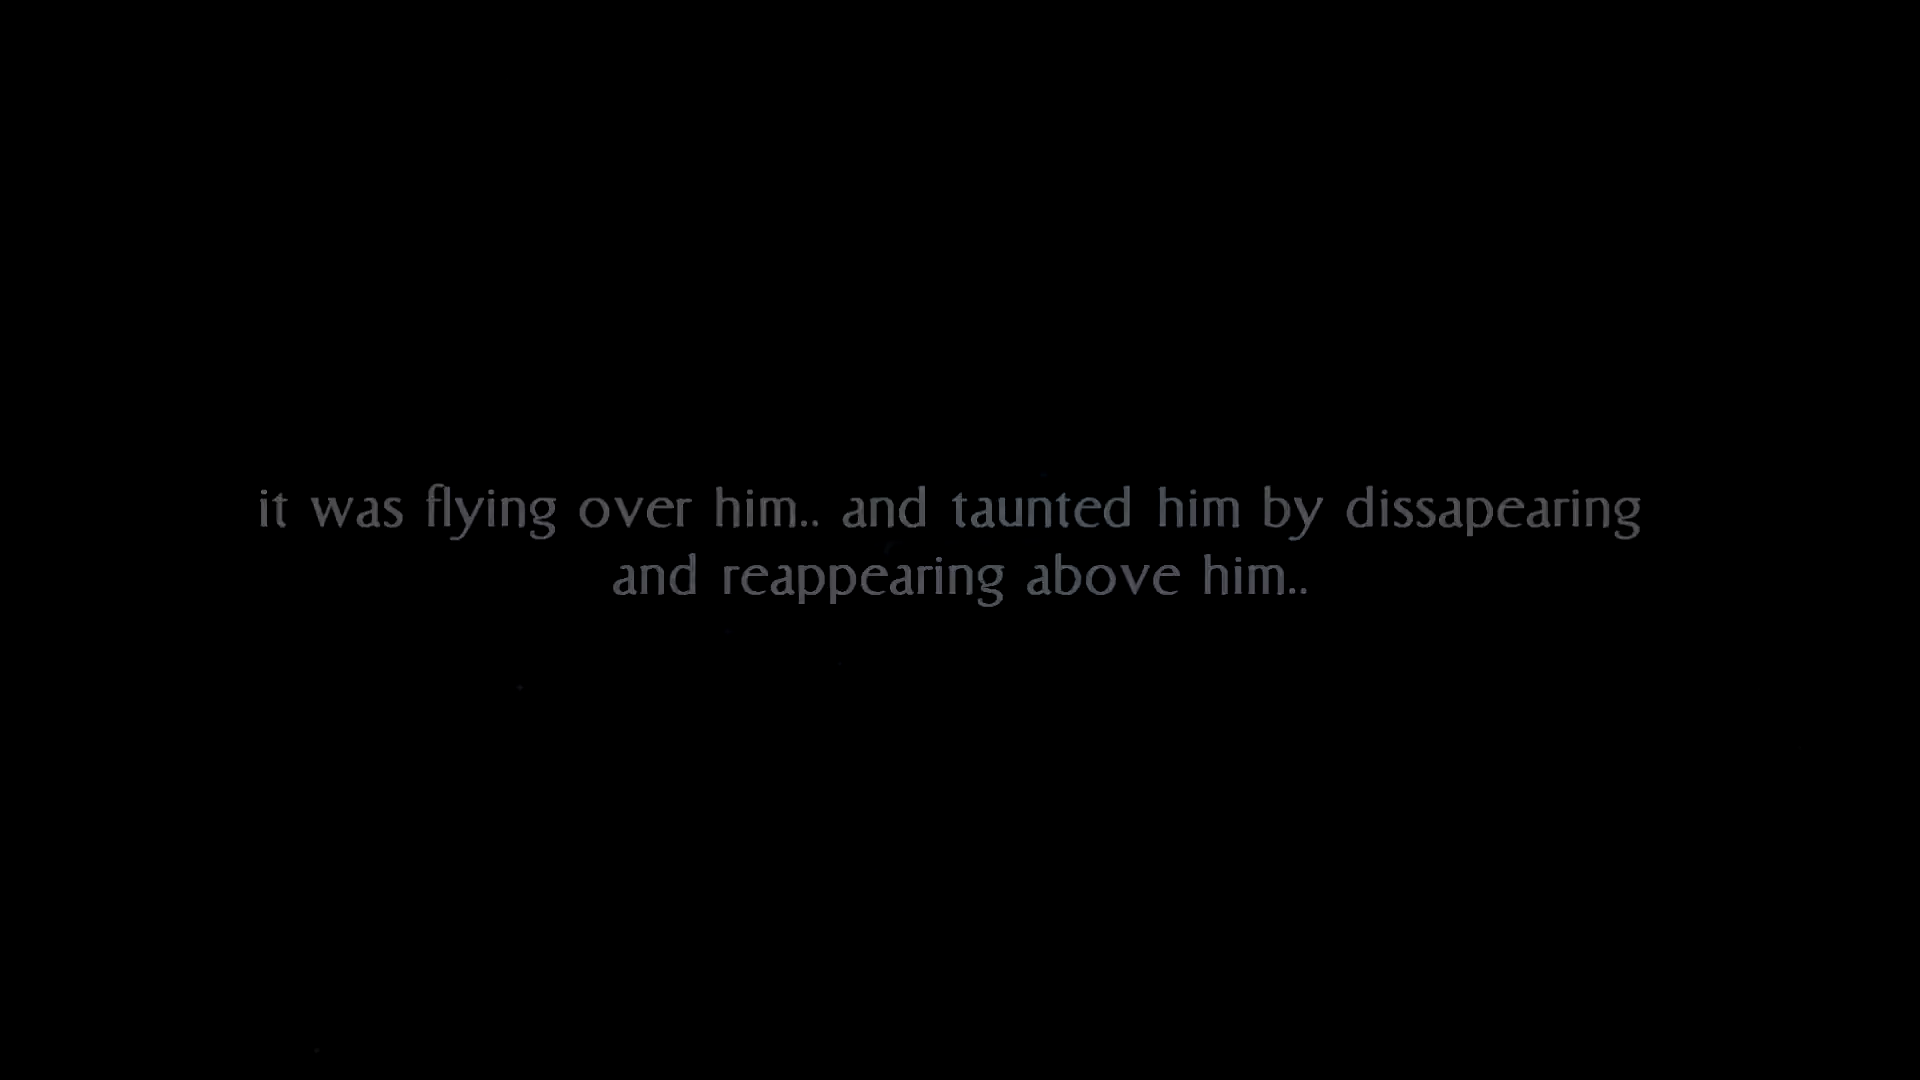 it was flying over him.. and taunted him by dissapearing
and reappearing above him..